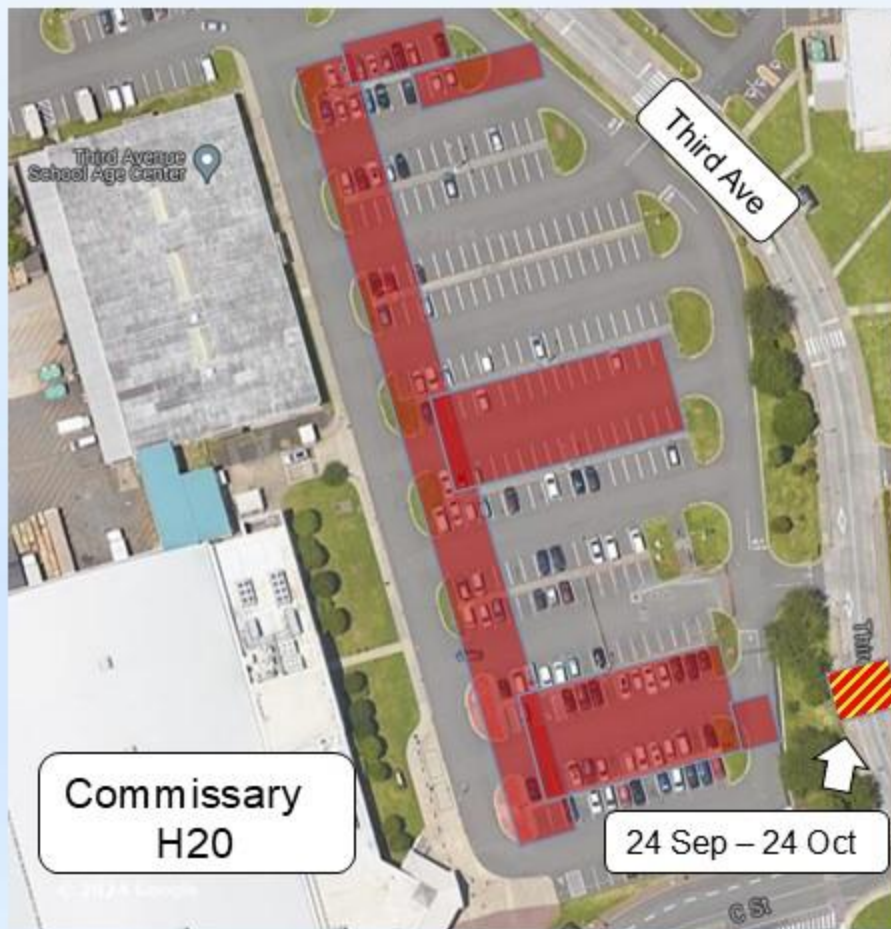 Third Avenue
School Age Center
Third Ave
Commissary
H20
24 Sep – 24 Oct
C St